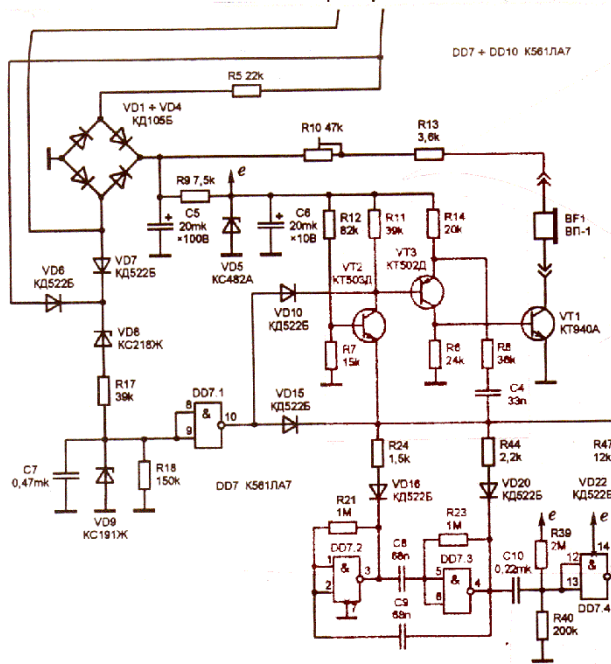 DD7 ÷ DD10 К561ЛА7
R5 22k
VD1 ÷ VD4
КД105Б
R10 47k
R13
3,6k
R9 7,5k
e
C5
20mk
×100В
C6
20mk
×10В
VD5
КС482А
R12
82k
R11
39k
R14
20k
BF1
ВП-1
VD7
КД522Б
VD6
КД522Б
VT2
КТ503Д
VT3
КТ502Д
VD10
КД522Б
VT1
КТ940А
VD8
КС218Ж
R7
15k
R6
24k
R8
36k
C4
33n
R17
39k
DD7.1
8
9
&
10
VD15
КД522Б
C7
0,47mk
R18
150k
DD7 К561ЛА7
VD9
КС191Ж
R24
1,5k
R44
2,2k
R47
12k
VD16
КД522Б
VD20
КД522Б
VD22
КД522Б
R21
1M
R23
1M
e
e
DD7.2
1
2
&
3
7
C8
68n
DD7.3
5
6
&
4
C10
0,22mk
R39
2M
12
13
14
&
DD7.4
C9
68n
R40
200k